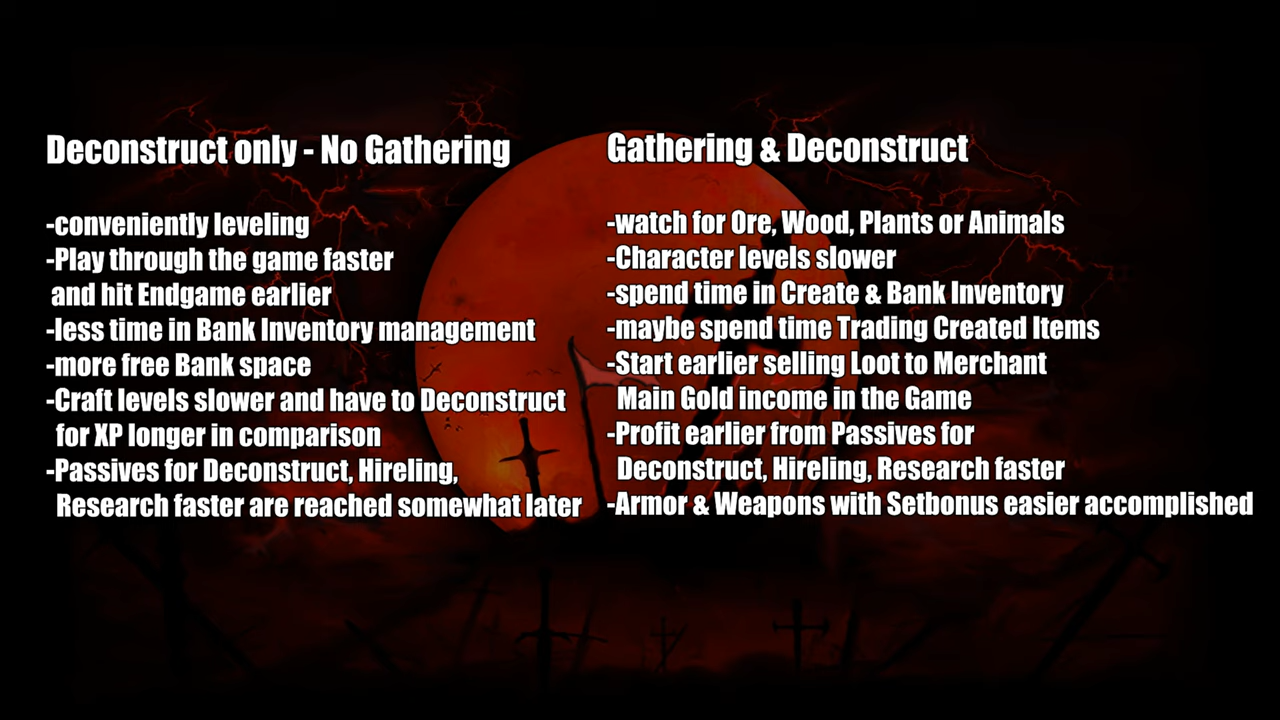 Deconstruct only - No Gathering
-conveniently leveling
-Play through the game faster
and hit Endgame earlier
-less time in Bank Inventory management
-more free Bank space
-Craft levels slower and have to Deconstruct
for XP longer in comparison
-Passives for Deconstruct, Hireling,
Research faster are reached somewhat later
Gathering & Deconstruct
-watch for Ore, Wood, Plants or Animals
-Character levels slower
-spend time in Create & Bank Inventory
-maybe spend time Trading Created Items
-Start earlier selling Loot to Merchant
Main Gold income in the Game
-Profit earlier from Passives for
Deconstruct, Hireling, Research faster
-Armor & Weapons with Setbonus easier accomplished